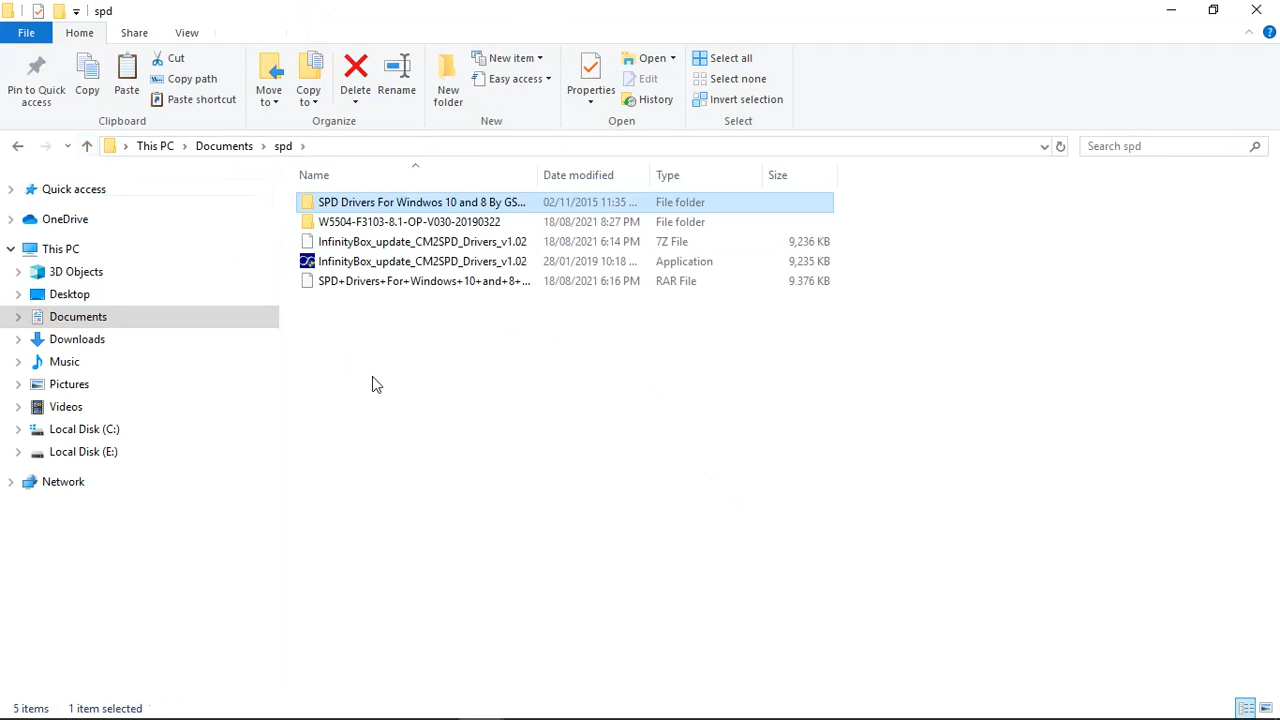 spd
File Home Share View
Pin to Quick access
Copy
Paste
Cut
Copy path
Paste shortcut
Clipboard
Move to
Copy to
Delete
Rename
Organize
New folder
New item
Easy access
New
Properties
Open
Edit
History
Open
Select all
Select none
Invert selection
Select
This PC > Documents > spd >
Search spd
Name Date modified Type Size
SPD Drivers For Windwos 10 and 8 By GS... 02/11/2015 11:35 ... File folder
W5504-F3103-8.1-OP-V030-20190322 18/08/2021 8:27 PM File folder
InfinityBox_update_CM2SPD_Drivers_v1.02 18/08/2021 6:14 PM 7Z File 9,236 KB
InfinityBox_update_CM2SPD_Drivers_v1.02 28/01/2019 10:18 ... Application 9,235 KB
SPD+Drivers+For+Windows+10+and+8+... 18/08/2021 6:16 PM RAR File 9.376 KB
Quick access
OneDrive
This PC
3D Objects
Desktop
Documents
Downloads
Music
Pictures
Videos
Local Disk (C:)
Local Disk (E:)
Network
5 items 1 item selected